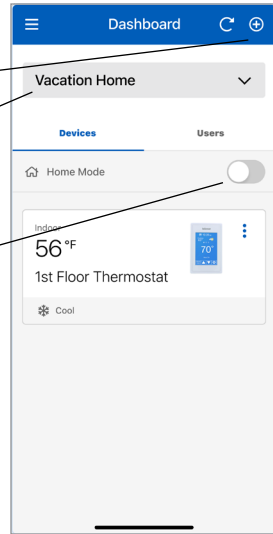 Dashboard
Vacation Home
Devices
Users
Home Mode
Indoor
56 °F
70°
1st Floor Thermostat
Cool